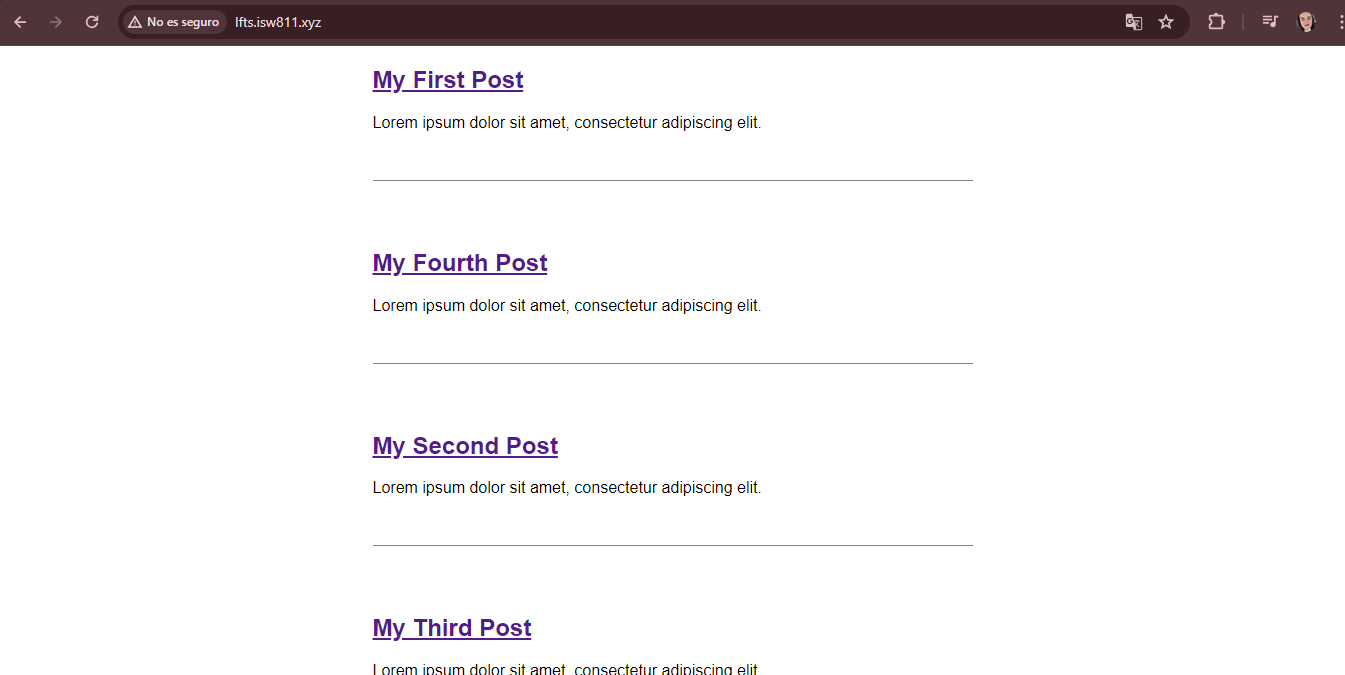 No es seguro lfts.isw811.xyz
My First Post
Lorem ipsum dolor sit amet, consectetur adipiscing elit.
My Fourth Post
Lorem ipsum dolor sit amet, consectetur adipiscing elit.
My Second Post
Lorem ipsum dolor sit amet, consectetur adipiscing elit.
My Third Post
Lorem ipsum dolor sit amet, consectetur adipiscing elit.